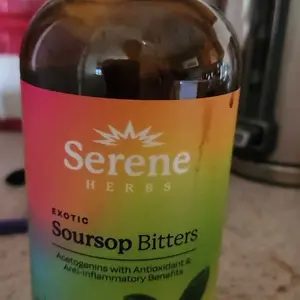 Serene
HERBS
EXOTIC
Soursop Bitters
Acetogenins with Antioxidant &
Anti-Inflammatory Benefits